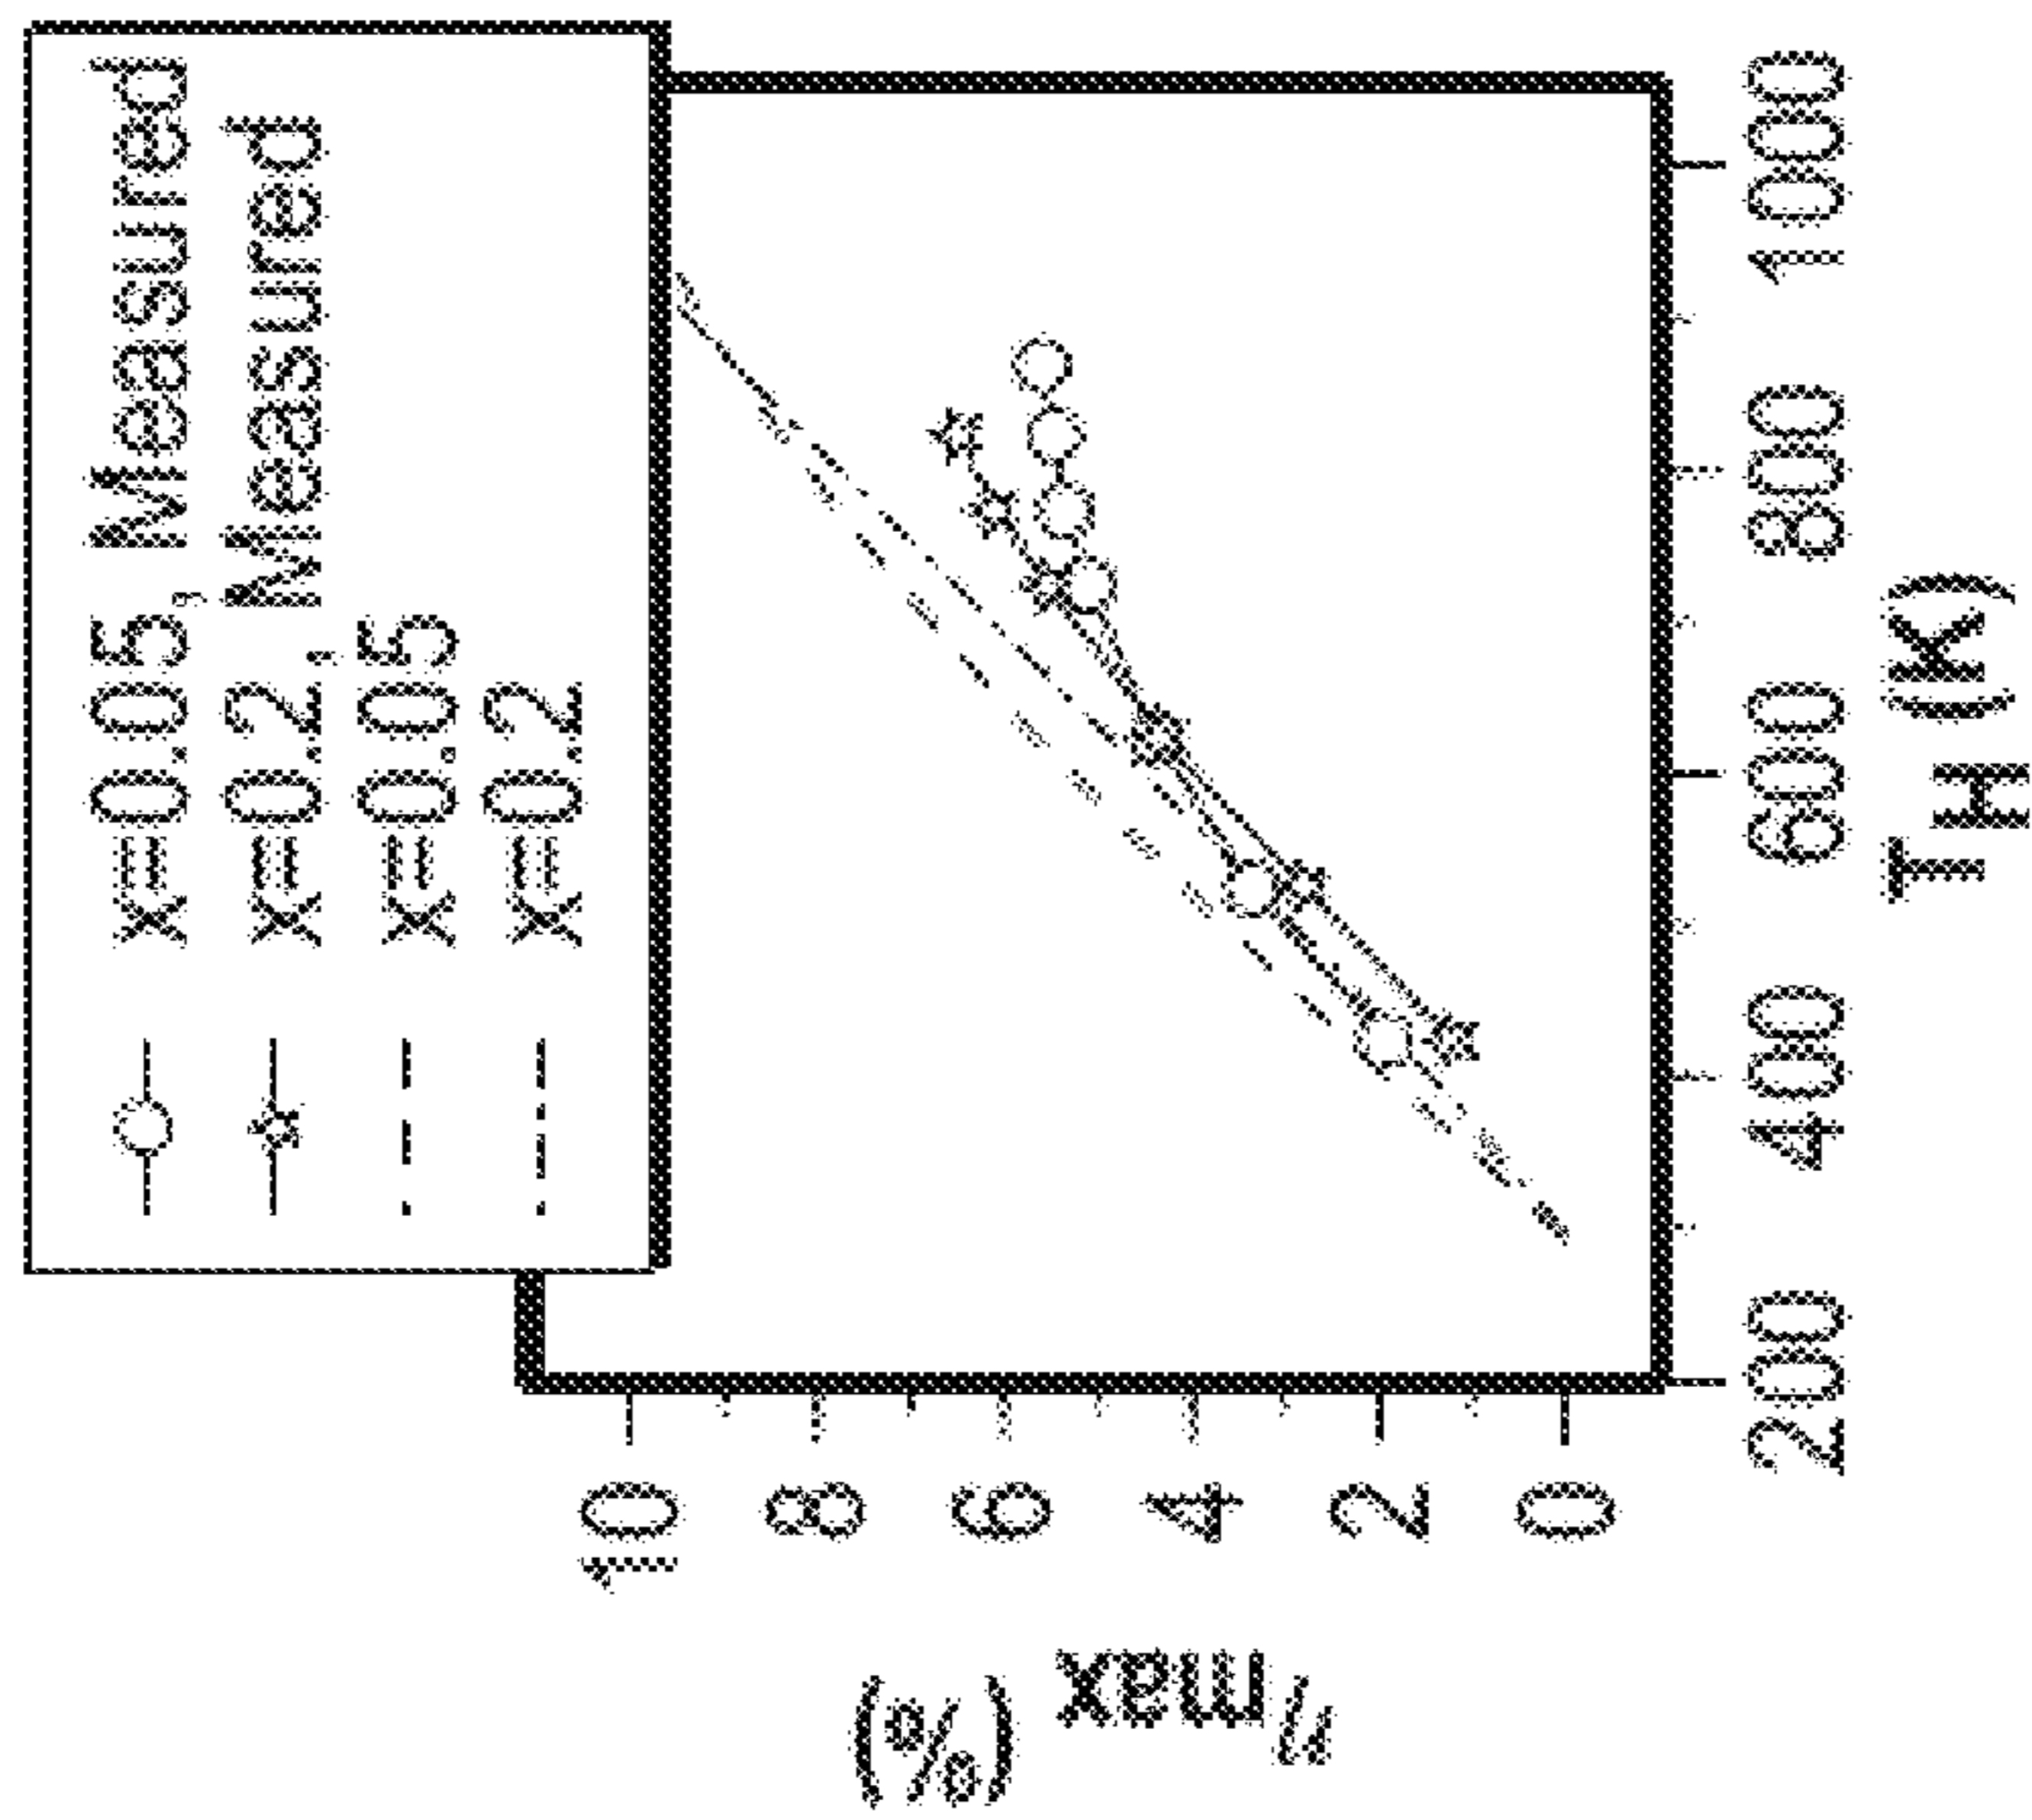 x=0.05, Measured
x=0.2, Measured
x=0.05
x=0.2
ηmax (%)
10
8
6
4
2
0
200
400
600
800
1000
TH (K)